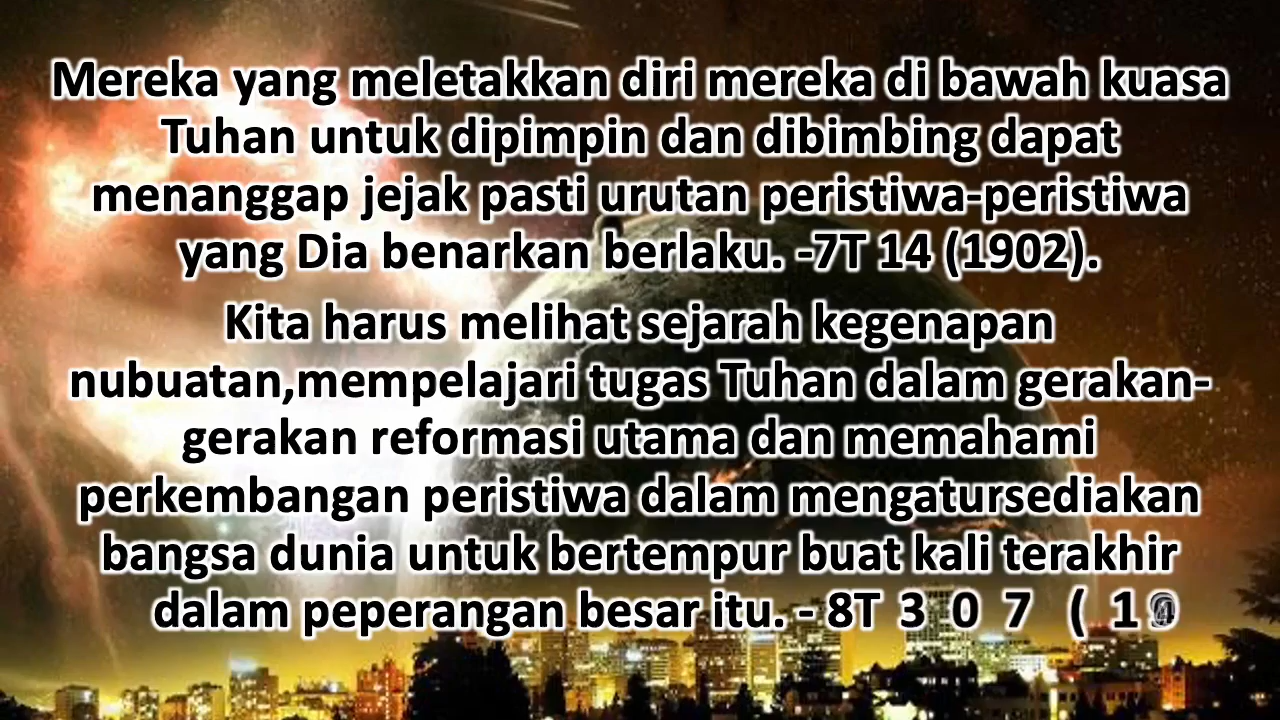 Mereka yang meletakkan diri mereka di bawah kuasa
Tuhan untuk dipimpin dan dibimbing dapat
menanggap jejak pasti urutan peristiwa-peristiwa
yang Dia benarkan berlaku. -7T 14 (1902).
Kita harus melihat sejarah kegenapan
nubuatan,mempelajari tugas Tuhan dalam gerakan-
gerakan reformasi utama dan memahami
perkembangan peristiwa dalam mengatursediakan
bangsa dunia untuk bertempur buat kali terakhir
dalam peperangan besar itu. - 8T 3 0 7 ( 1